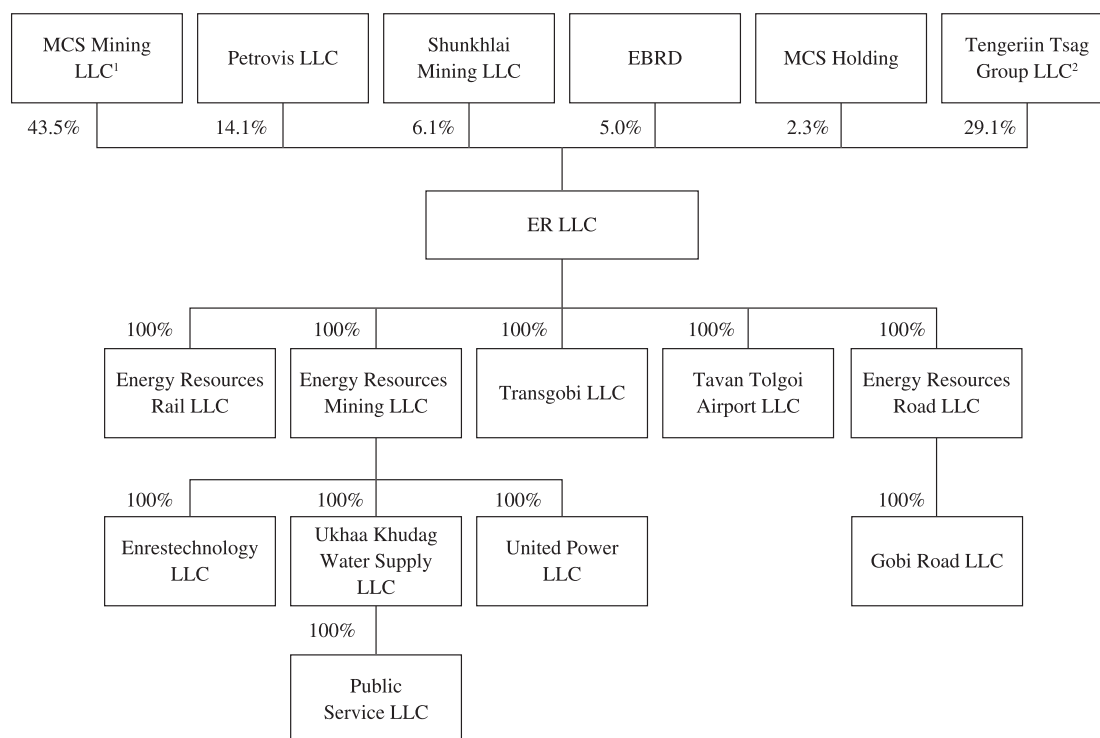 MCS Mining
LLC¹
Petrovis LLC
Shunkhlai
Mining LLC
EBRD
MCS Holding
Tengeriin Tsag
Group LLC²
43.5%
14.1%
6.1%
5.0%
2.3%
29.1%
ER LLC
100%
100%
100%
100%
100%
Energy Resources
Rail LLC
Energy Resources
Mining LLC
Transgobi LLC
Tavan Tolgoi
Airport LLC
Energy Resources
Road LLC
100%
100%
100%
100%
Enrestechnology
LLC
Ukhaa Khudag
Water Supply
LLC
United Power
LLC
Gobi Road LLC
100%
Public
Service LLC